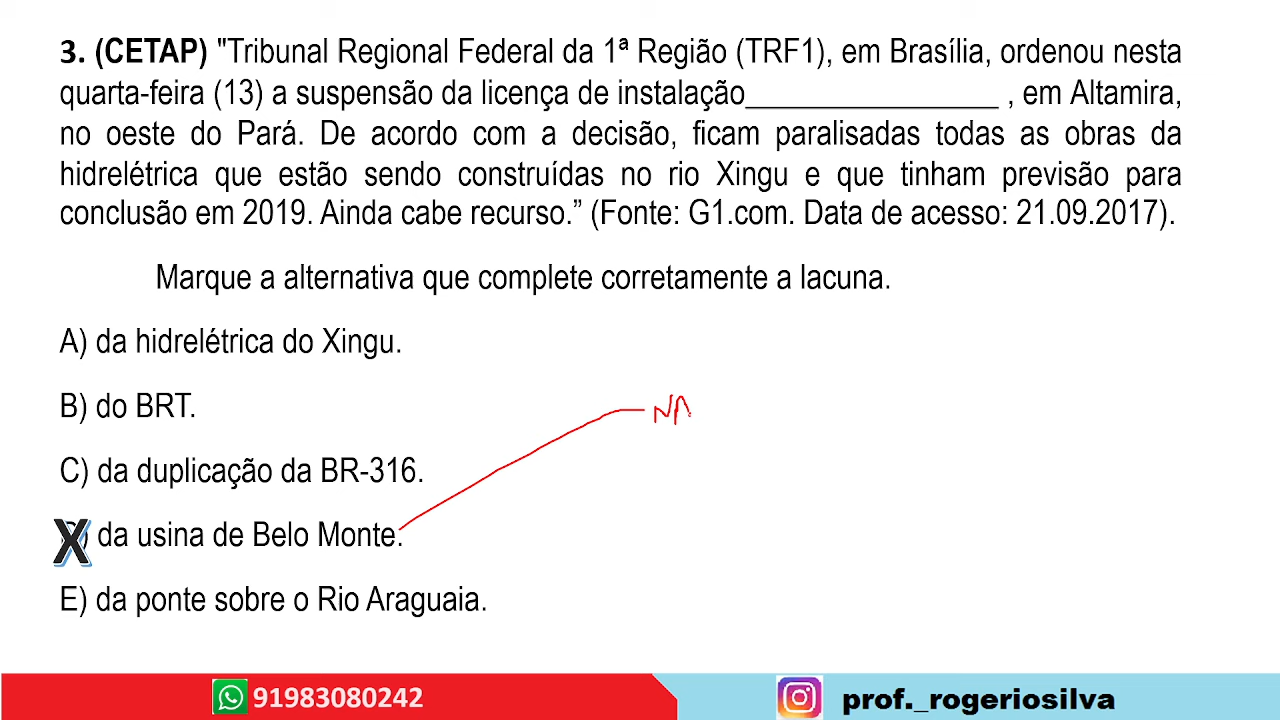 3. (CETAP) "Tribunal Regional Federal da 1ª Região (TRF1), em Brasília, ordenou nesta
quarta-feira (13) a suspensão da licença de instalação__________________ , em Altamira,
no oeste do Pará. De acordo com a decisão, ficam paralisadas todas as obras da
hidrelétrica que estão sendo construídas no rio Xingu e que tinham previsão para
conclusão em 2019. Ainda cabe recurso.” (Fonte: G1.com. Data de acesso: 21.09.2017).
Marque a alternativa que complete corretamente a lacuna.
A) da hidrelétrica do Xingu.
B) do BRT.
NA
C) da duplicação da BR-316.
X) da usina de Belo Monte.
E) da ponte sobre o Rio Araguaia.
91983080242
prof._rogeriosilva